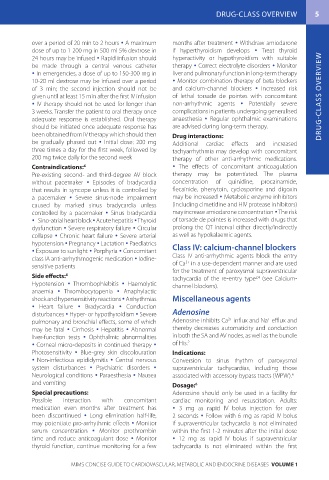 DRUG-CLASS OVERVIEW 5
over a period of 20 min to 2 hours • A maximum
dose of up to 1 200 mg in 500 ml 5% dextrose in
24 hours may be infused • Rapid infusion should
be made through a central venous catheter
• In emergencies, a dose of up to 150-300 mg in
10-20 ml dextrose may be infused over a period
of 3 min; the second injection should not be
given until at least 15 min after the first IV infusion
• IV therapy should not be used for longer than
3 weeks. Transfer the patient to oral therapy once
adequate response is established. Oral therapy
should be initiated once adequate response has
been obtained from IV therapy which should then
be gradually phased out • Initial dose: 200 mg
three times a day for the first week, followed by
200 mg twice daily for the second week
Contraindications:
Pre-existing second- and third-degree AV block
without pacemaker • Episodes of bradycardia
that results in syncope unless it is controlled by
a pacemaker • Severe sinus-node impairment
caused by marked sinus bradycardia unless
controlled by a pacemaker • Sinus bradycardia
• Sino-atrial heart block • Acute hepatitis • Thyroid
dysfunction • Severe respiratory failure • Circular
collapse • Chronic heart failure • Severe arterial
hypotension • Pregnancy • Lactation • Paediatrics
• Exposure to sunlight • Porphyria • Concomitant
class IA anti-arrhythmogenic medication • Iodine-
sensitive patients
Side effects:
Hypotension • Thrombophlebitis • Haemolytic
anaemia • Thrombocytopenia • Anaphylactic
shock and hypersensitivity reactions • Arrhythmias
• Heart failure • Bradycardia • Conduction
disturbances • Hyper- or hypothyroidism • Severe
pulmonary and bronchial effects, some of which
may be fatal • Cirrhosis • Hepatitis • Abnormal
liver-function tests • Ophthalmic abnormalities
• Corneal micro-deposits in continued therapy •
Photosensitivity • Blue-grey skin discolouration
• Non-infectious epididymitis • Central nervous
system disturbances • Psychiatric disorders •
Neurological conditions • Paraesthesia • Nausea
and vomiting
Special precautions:
Possible interaction with concomitant
medication even months after treatment has
been discontinued • Long elimination half-life,
may potentiate pro-arrhythmic effects • Monitor
serum concentration • Monitor prothrombin
time and reduce anticoagulant dose • Monitor
thyroid function, continue monitoring for a few
months after treatment • Withdraw amiodarone
if hyperthyroidism develops • Treat thyroid
hyperactivity or hypothyroidism with suitable
therapy • Correct electrolyte disorders • Monitor
liver and pulmonary function in long-term therapy
• Monitor combination therapy of beta blockers
and calcium-channel blockers • Increased risk
of lethal torsade de pointes with concomitant
non-arrhythmic agents • Potentially severe
complications in patients undergoing generalised
anaesthesia • Regular ophthalmic examinations
are advised during long-term therapy.
Drug interactions:
Additional cardiac effects and increased
tachyarrhythmia may develop with concomitant
therapy of other anti-arrhythmic medications.
• The effects of concomitant anticoagulation
therapy may be potentiated. The plasma
concentration of quinidine, procainamide,
flecainide, phenytoin, cyclosporine and digoxin
may be increased • Metabolic enzyme inhibitors
(including cimetidine and HIV protease inhibitors)
may increase amiodarone concentration • The risk
of torsade de pointes is increased with drugs that
prolong the QT interval either directly/indirectly
as well as hypokalaemic agents.
Class IV: calcium-channel blockers
Class IV anti-arrhythmic agents block the entry
of Ca²⁺ in a use-dependent manner and are used
for the treatment of paroxysmal supraventricular
tachycardia of the re-entry type (see Calcium-
channel blockers).
Miscellaneous agents
Adenosine
Adenosine inhibits Ca²⁺ influx and Na⁺ efflux and
thereby decreases automaticity and conduction
in both the SA and AV nodes, as well as the bundle
of His.
Indications:
Conversion to sinus rhythm of paroxysmal
supraventricular tachycardias, including those
associated with accessory bypass tracts (WPW).
Dosage:
Adenosine should only be used in a facility for
cardiac monitoring and resuscitation. Adults:
• 3 mg as rapid IV bolus injection for over
2 seconds • Follow with 6 mg as rapid IV bolus
if supraventricular tachycardia is not eliminated
within the first 1-2 minutes after the initial dose
• 12 mg as rapid IV bolus if supraventricular
tachycardia is not eliminated within the first
DRUG-CLASS OVERVIEW
MIMS CONCISE GUIDE TO CARDIOVASCULAR, METABOLIC AND ENDOCRINE DISEASES VOLUME 1